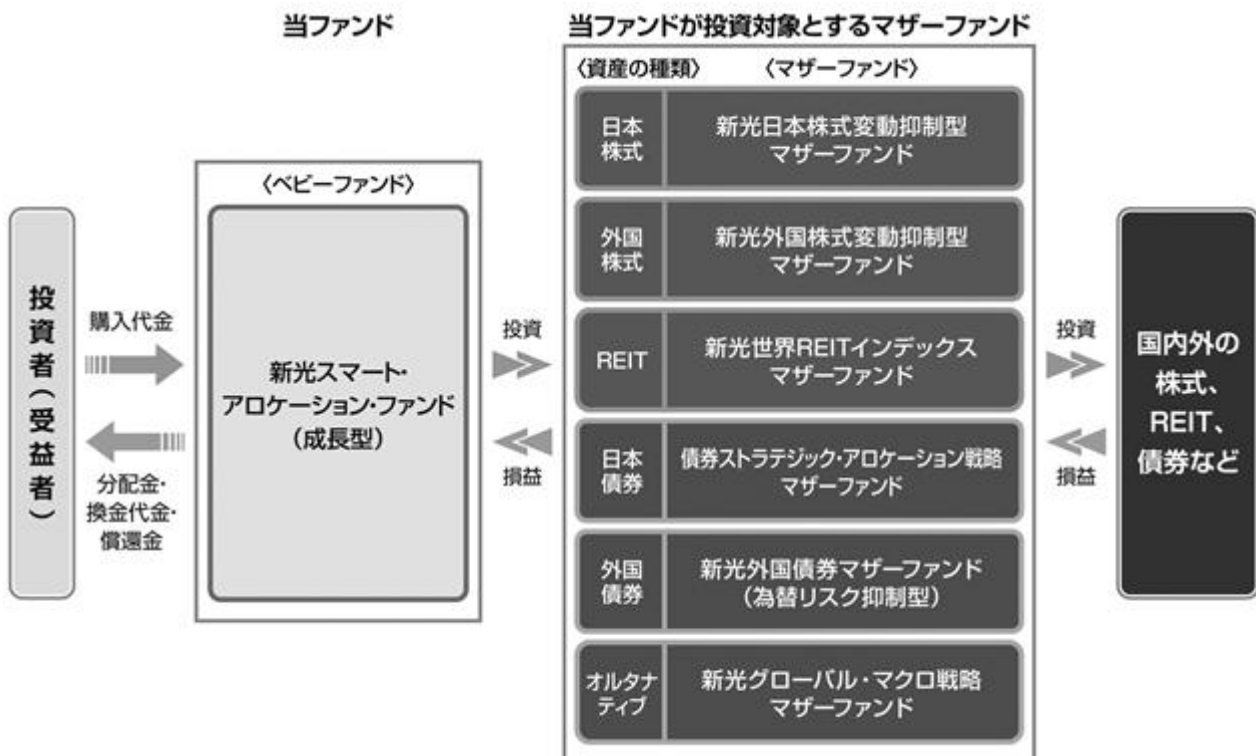 当ファンド
当ファンドが投資対象とするマザーファンド
〈資産の種類〉
〈マザーファンド〉
〈ベビーファンド〉
投資者(受益者)
購入代金
分配金・
換金代金・
償還金
新光スマート・
アロケーション・ファンド
(成長型)
投資
損益
日本
株式
新光日本株式変動抑制型
マザーファンド
外国
株式
新光外国株式変動抑制型
マザーファンド
REIT
新光世界REITインデックス
マザーファンド
日本
債券
債券ストラテジック・アロケーション戦略
マザーファンド
外国
債券
新光外国債券マザーファンド
(為替リスク抑制型)
オルタナ
ティブ
新光グローバル・マクロ戦略
マザーファンド
投資
損益
国内外の
株式、
REIT、
債券など